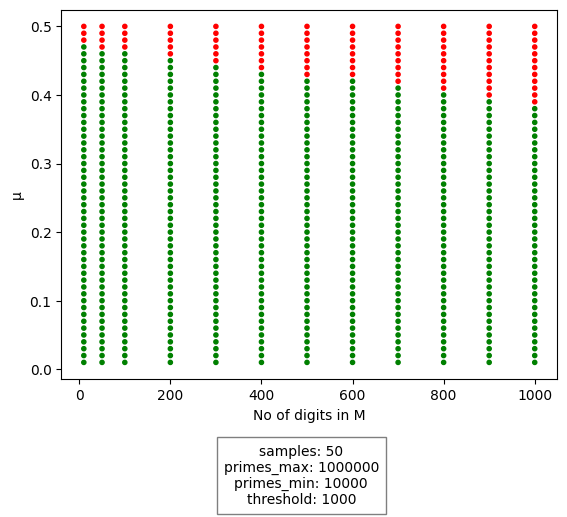 0.5
0.4
0.3
0.2
0.1
0.0
μ
0 200 400 600 800 1000
No of digits in M
samples: 50
primes_max: 1000000
primes_min: 10000
threshold: 1000